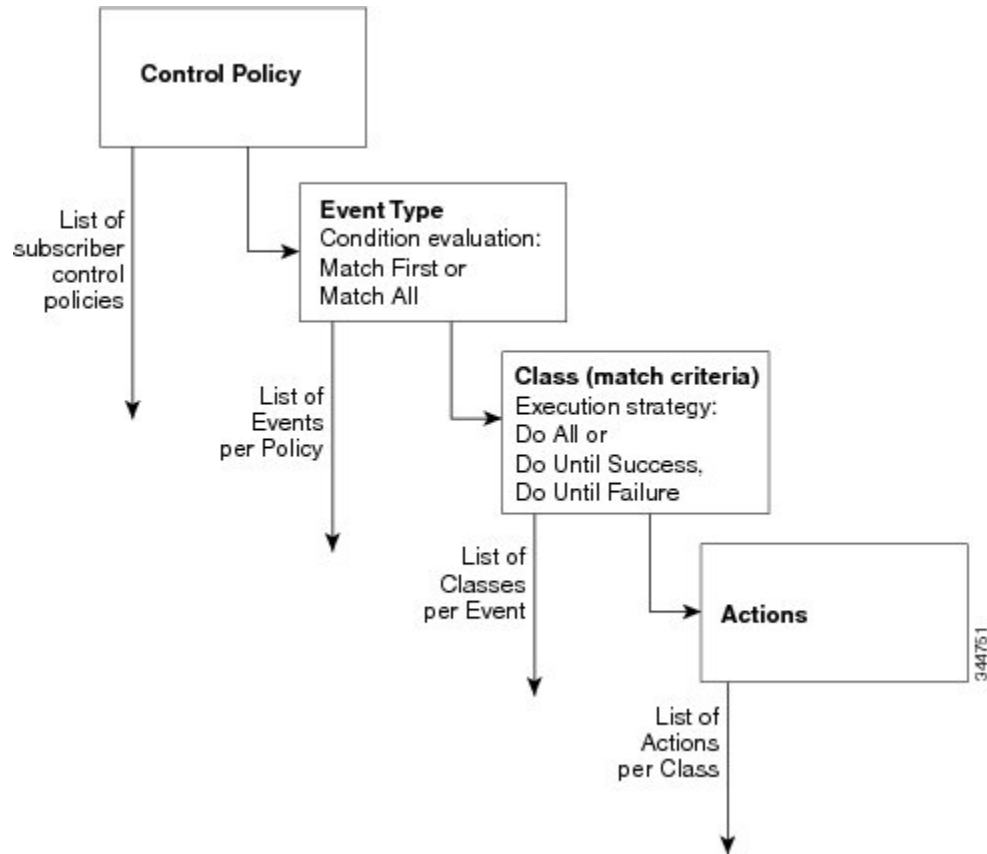 Control Policy
List of
subscriber
control
policies
Event Type
Condition evaluation:
Match First or
Match All
List of
Events
per Policy
Class (match criteria)
Execution strategy:
Do All or
Do Until Success,
Do Until Failure
List of
Classes
per Event
Actions
344751
List of
Actions
per Class